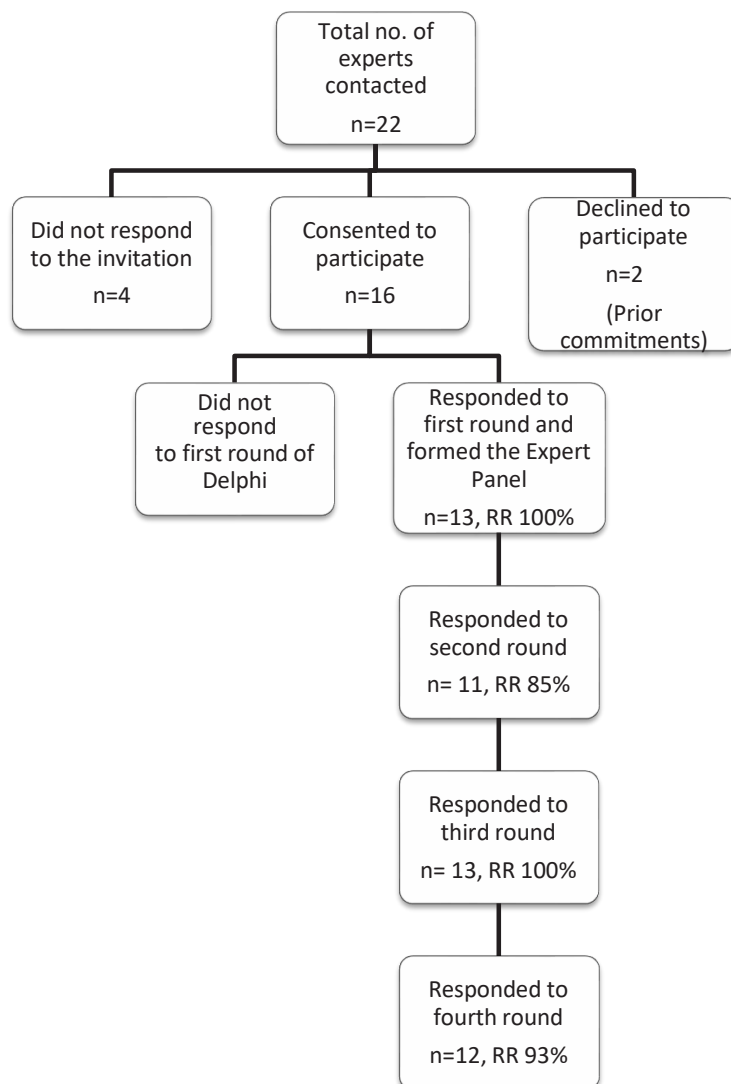 Total no. of
experts
contacted
n=22
Did not respond
to the invitation
n=4
Consented to
participate
n=16
Declined to
participate
n=2
(Prior
commitments)
Did not
respond
to first round of
Delphi
Responded to
first round and
formed the Expert
Panel
n=13, RR 100%
Responded to
second round
n= 11, RR 85%
Responded to
third round
n= 13, RR 100%
Responded to
fourth round
n=12, RR 93%